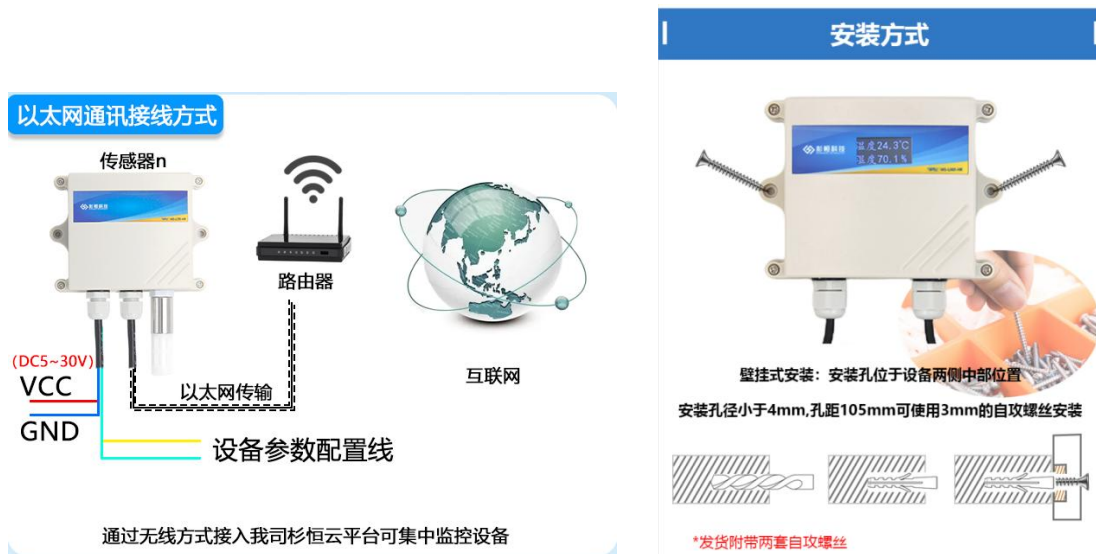 以太网通讯接线方式
传感器n
路由器
(DC5~30V)
VCC
GND
以太网传输
互联网
设备参数配置线
通过无线方式接入我司杉恒云平台可集中监控设备
安装方式
温度24.3℃
湿度70.1%
壁挂式安装：安装孔位于设备两侧中部位置
安装孔径小于4mm,孔距105mm可使用3mm的自攻螺丝安装
*发货附带两套自攻螺丝